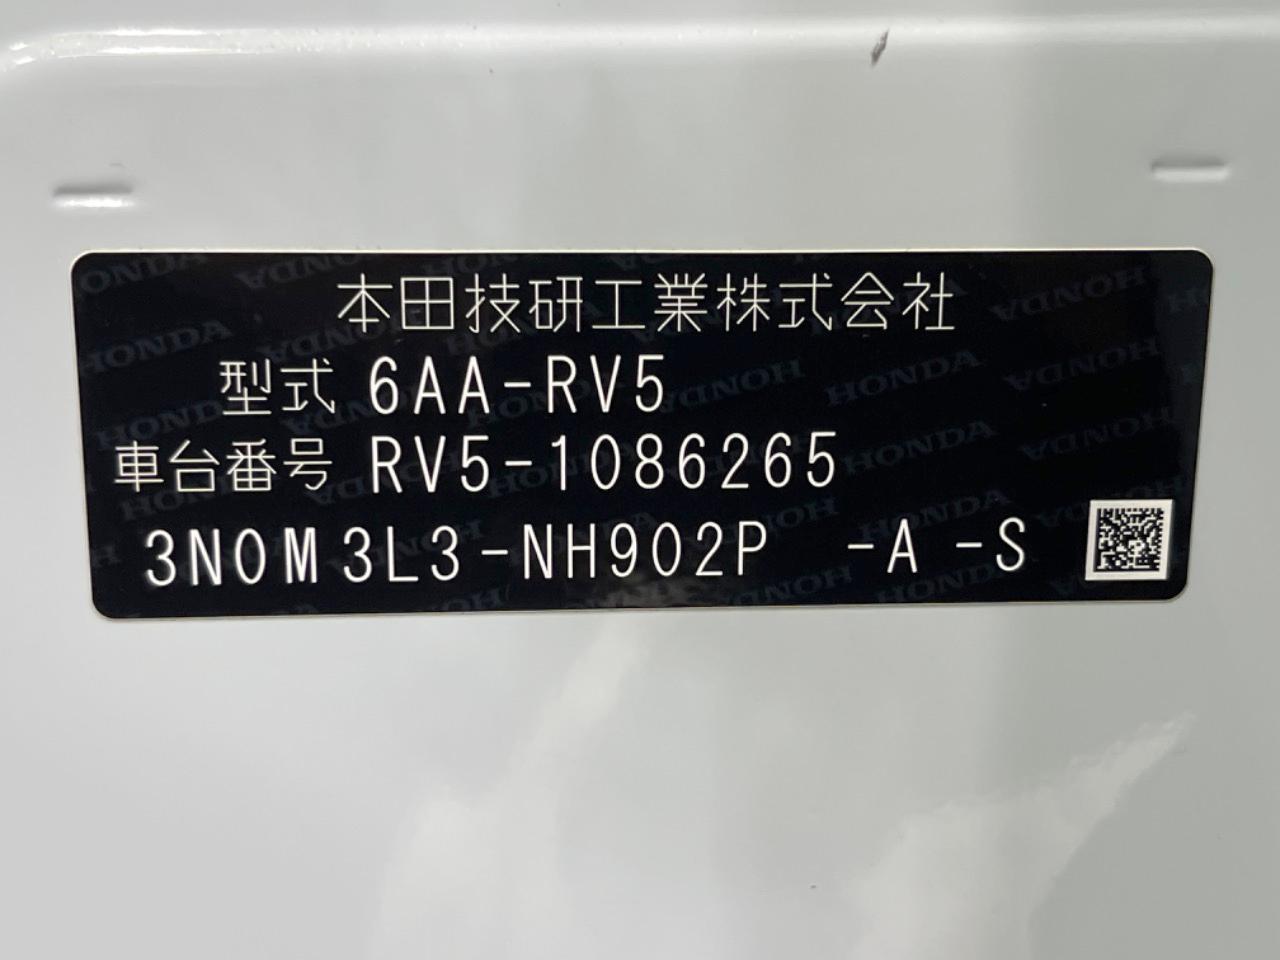 本田技研工業株式会社
型式 6AA-RV5
車台番号 RV5-1086265
3N0M3L3-NH902P -A -S